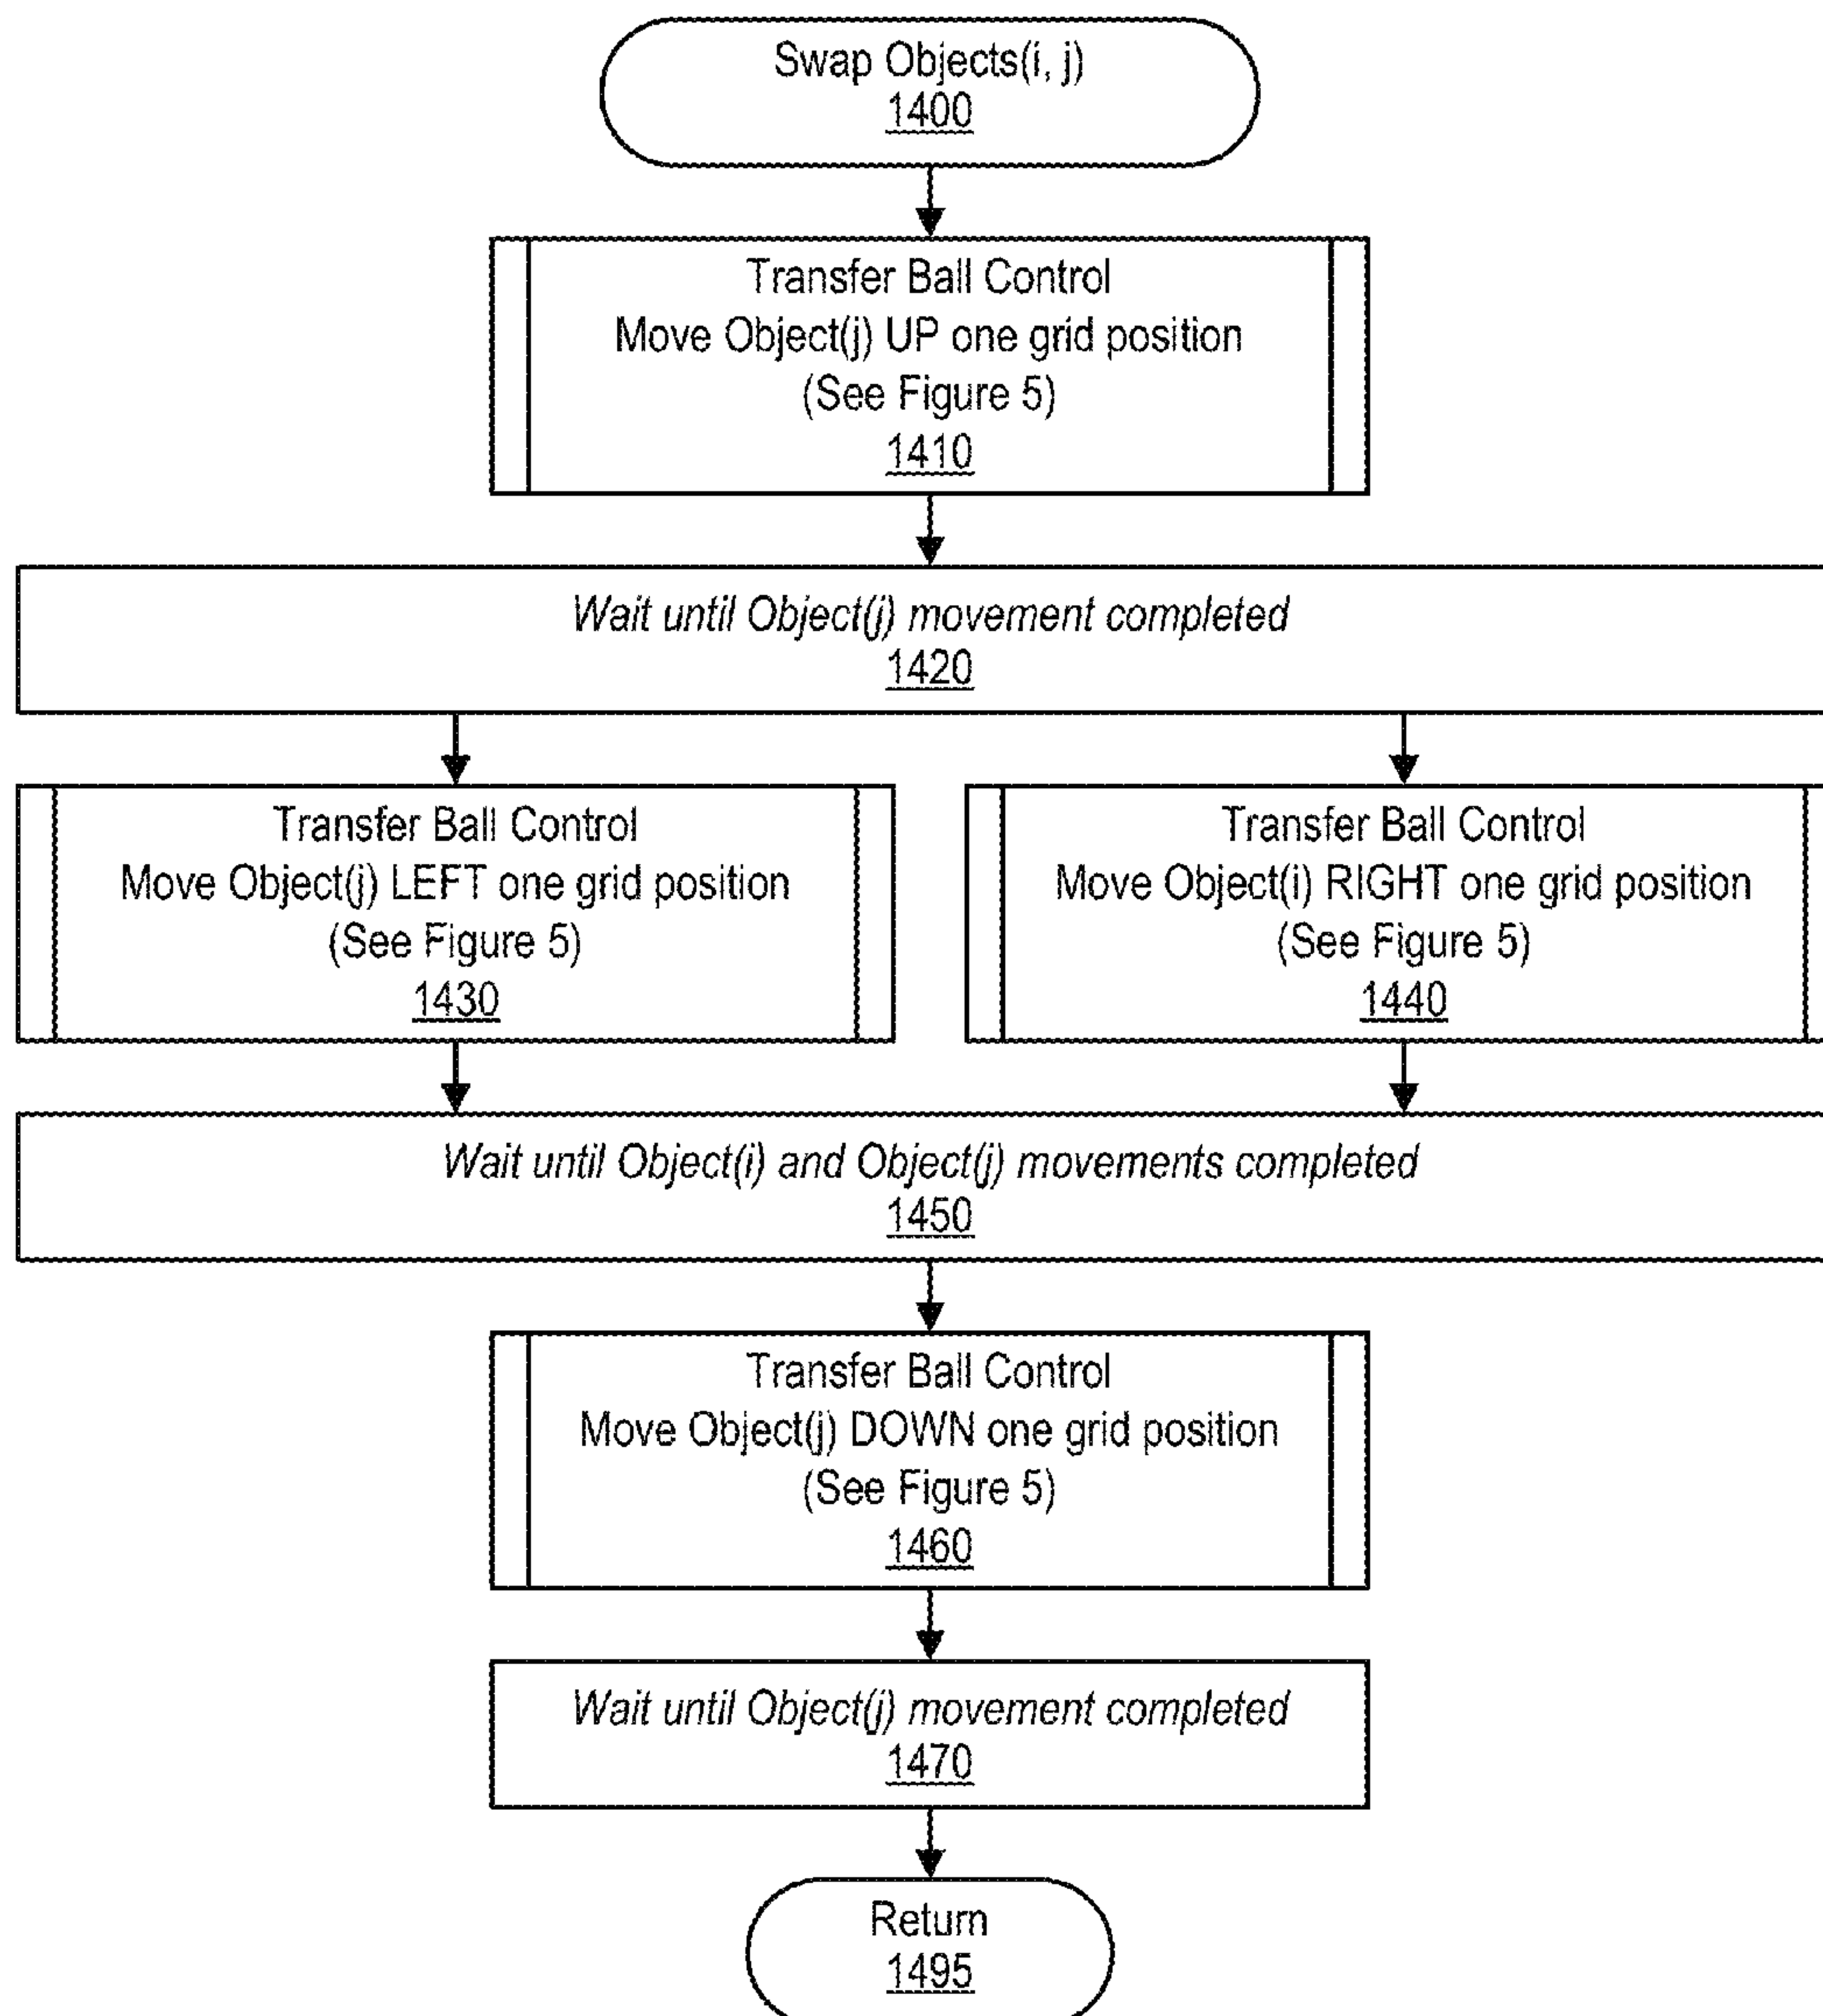 Swap Objects(i, j)
1400
Transfer Ball Control
Move Object(j) UP one grid position
(See Figure 5)
1410
Wait until Object(j) movement completed
1420
Transfer Ball Control
Move Object(j) LEFT one grid position
(See Figure 5)
1430
Transfer Ball Control
Move Object(i) RIGHT one grid position
(See Figure 5)
1440
Wait until Object(i) and Object(j) movements completed
1450
Transfer Ball Control
Move Object(j) DOWN one grid position
(See Figure 5)
1460
Wait until Object(j) movement completed
1470
Return
1495